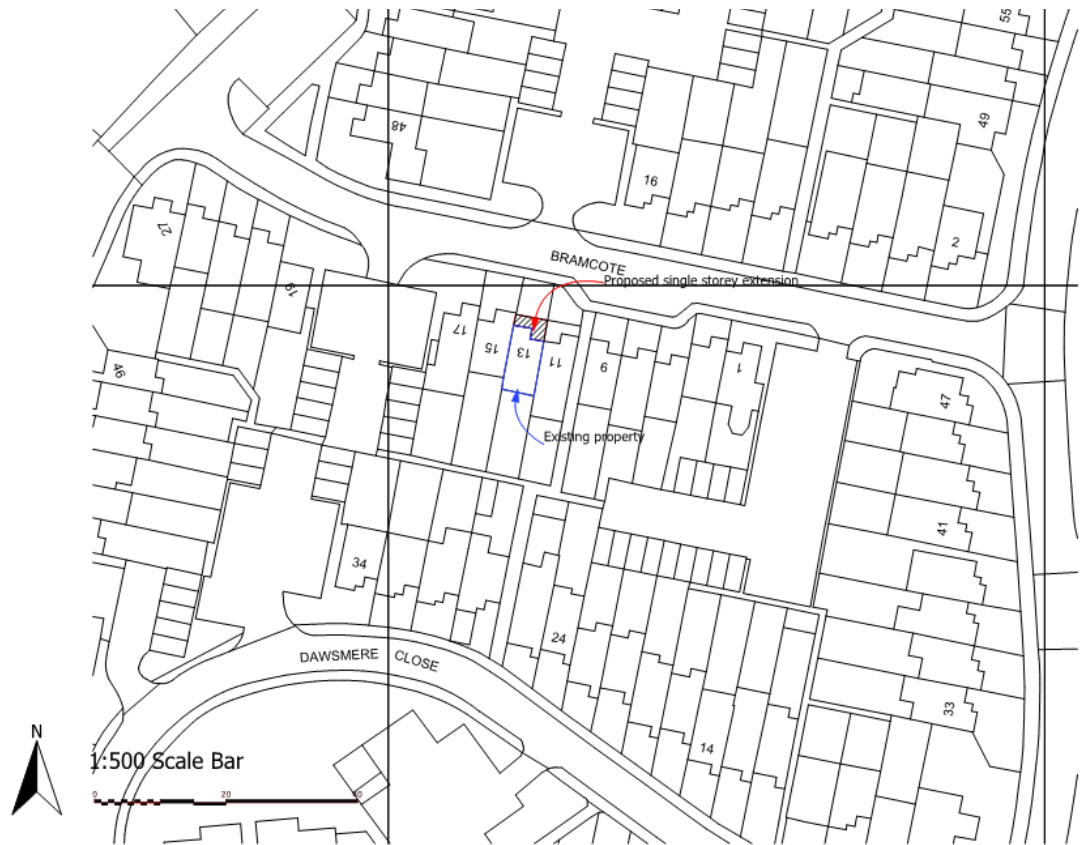 55
49
48
16
2
27
BRAMCOTE
Proposed single storey extension
19
17
15
13
11
9
1
46
47
Existing property
41
34
24
DAWSMERE CLOSE
33
14
N
1:500 Scale Bar
0 20 40